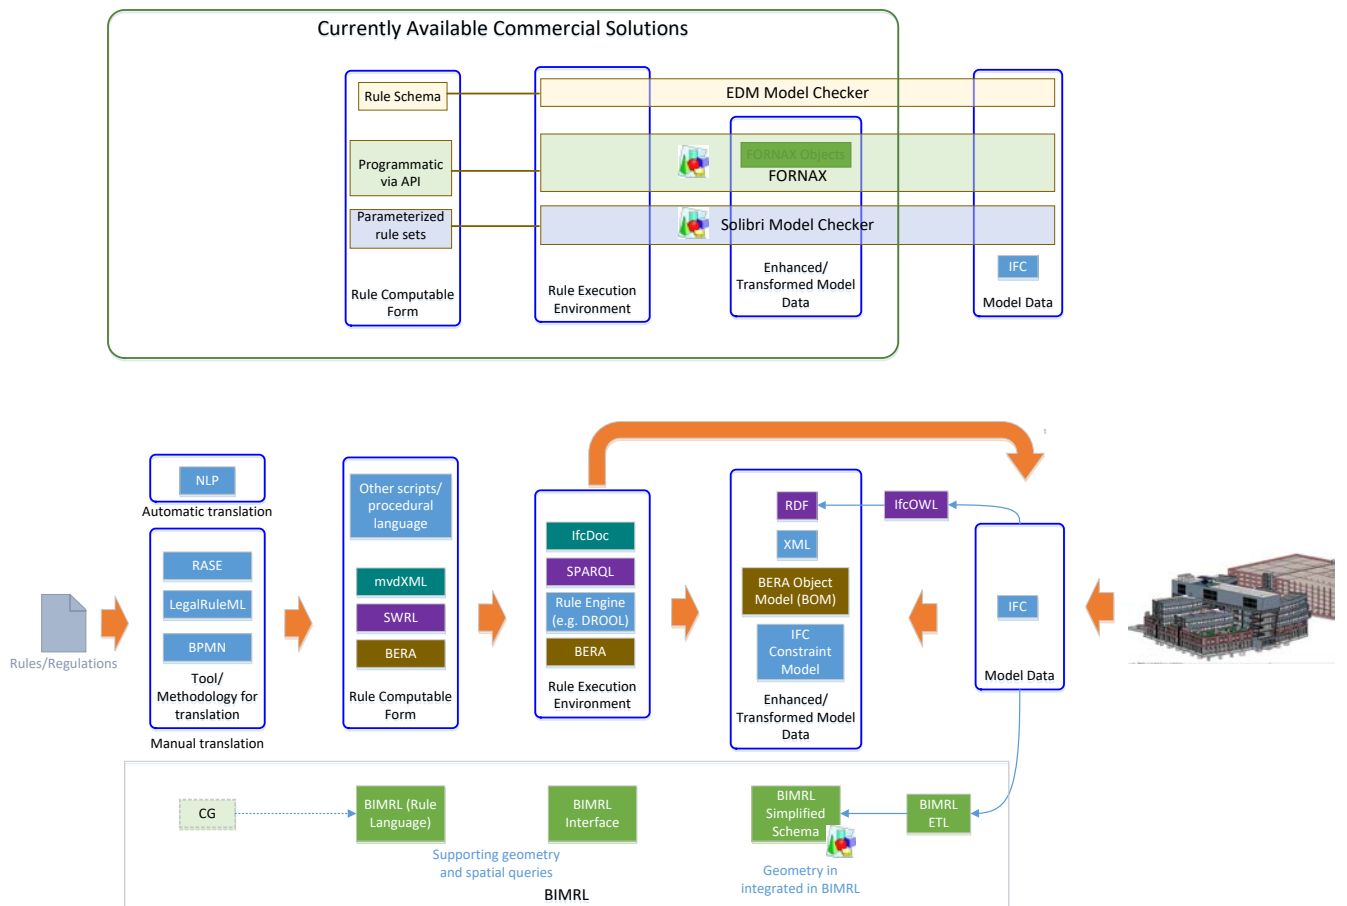 Currently Available Commercial Solutions
Rule Schema
EDM Model Checker
Programmatic
via API
FORNAX Objects
FORNAX
Parameterized
rule sets
Solibri Model Checker
Rule Computable
Form
Rule Execution
Environment
Enhanced/
Transformed Model
Data
IFC
Model Data
NLP
Automatic translation
RASE
LegalRuleML
BPMN
Tool/
Methodology for
translation
Manual translation
Rules/Regulations
Other scripts/
procedural
language
mvdXML
SWRL
BERA
Rule Computable
Form
IfcDoc
SPARQL
Rule Engine
(e.g. DROOL)
BERA
Rule Execution
Environment
RDF
IfcOWL
XML
BERA Object
Model (BOM)
IFC
Constraint
Model
Enhanced/
Transformed Model
Data
IFC
Model Data
CG
BIMRL (Rule
Language)
BIMRL
Interface
BIMRL
Simplified
Schema
BIMRL
ETL
Supporting geometry
and spatial queries
Geometry in
integrated in BIMRL
BIMRL